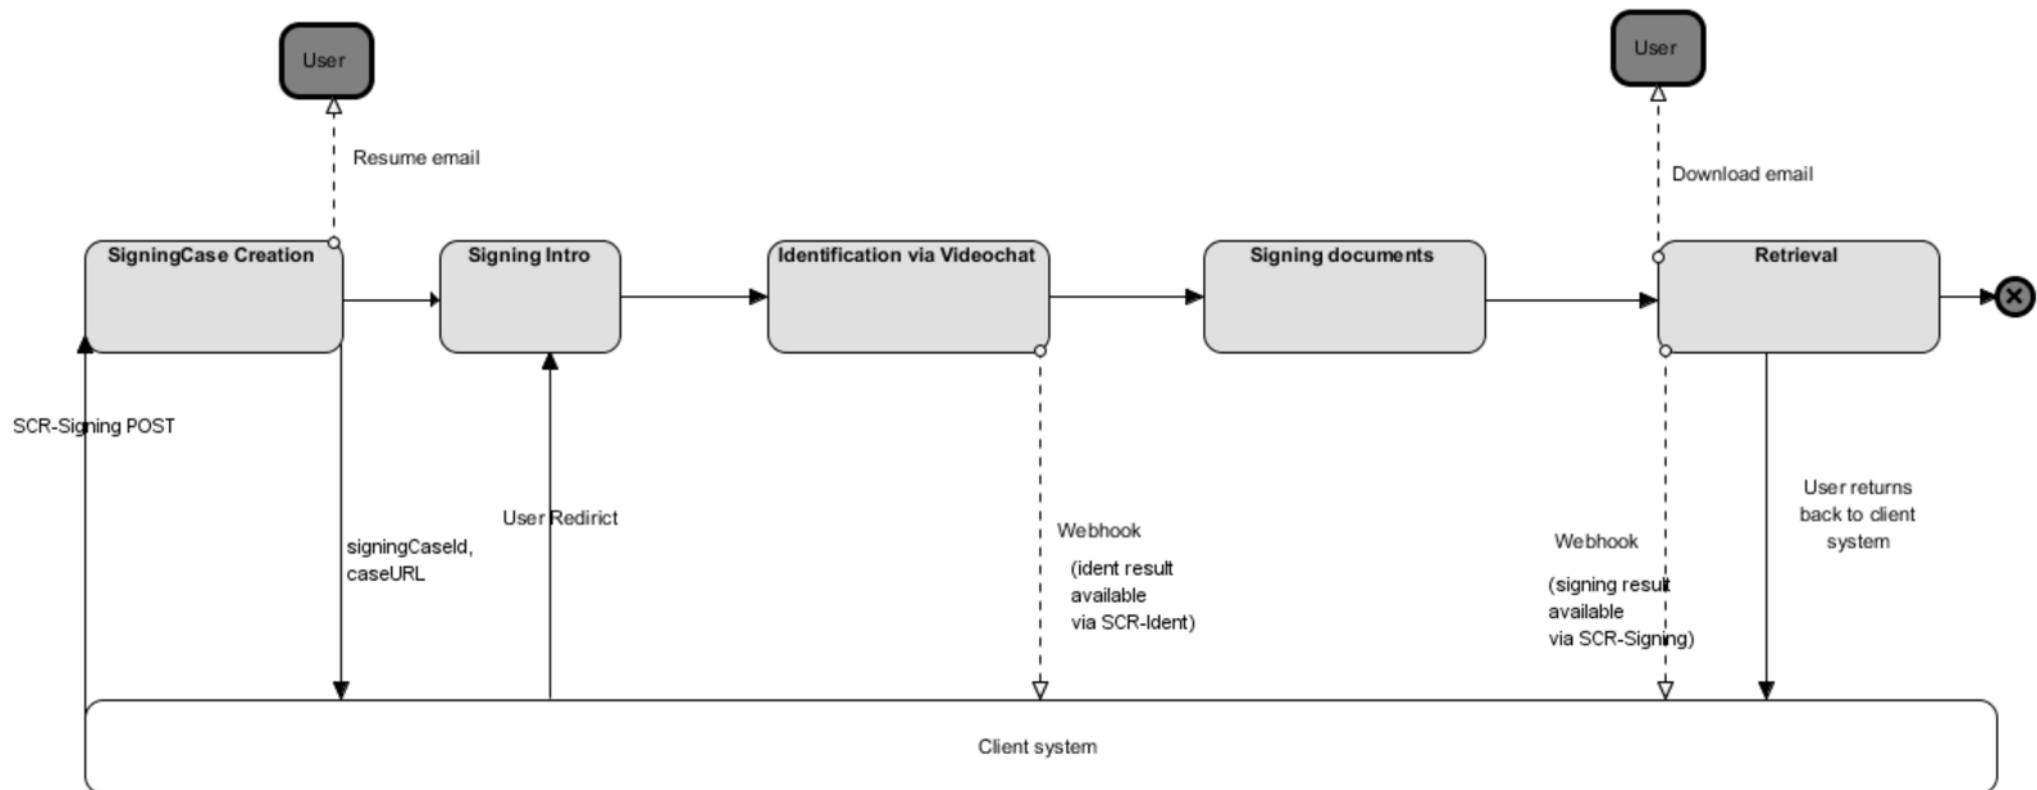 User
User
Resume email
Download email
SigningCase Creation
Signing Intro
Identification via Videochat
Signing documents
Retrieval
SCR-Signing POST
signingCaseId,
caseURL
User Redirict
Webhook
(ident result
available
via SCR-Ident)
Webhook
(signing result
available
via SCR-Signing)
User returns
back to client
system
Client system